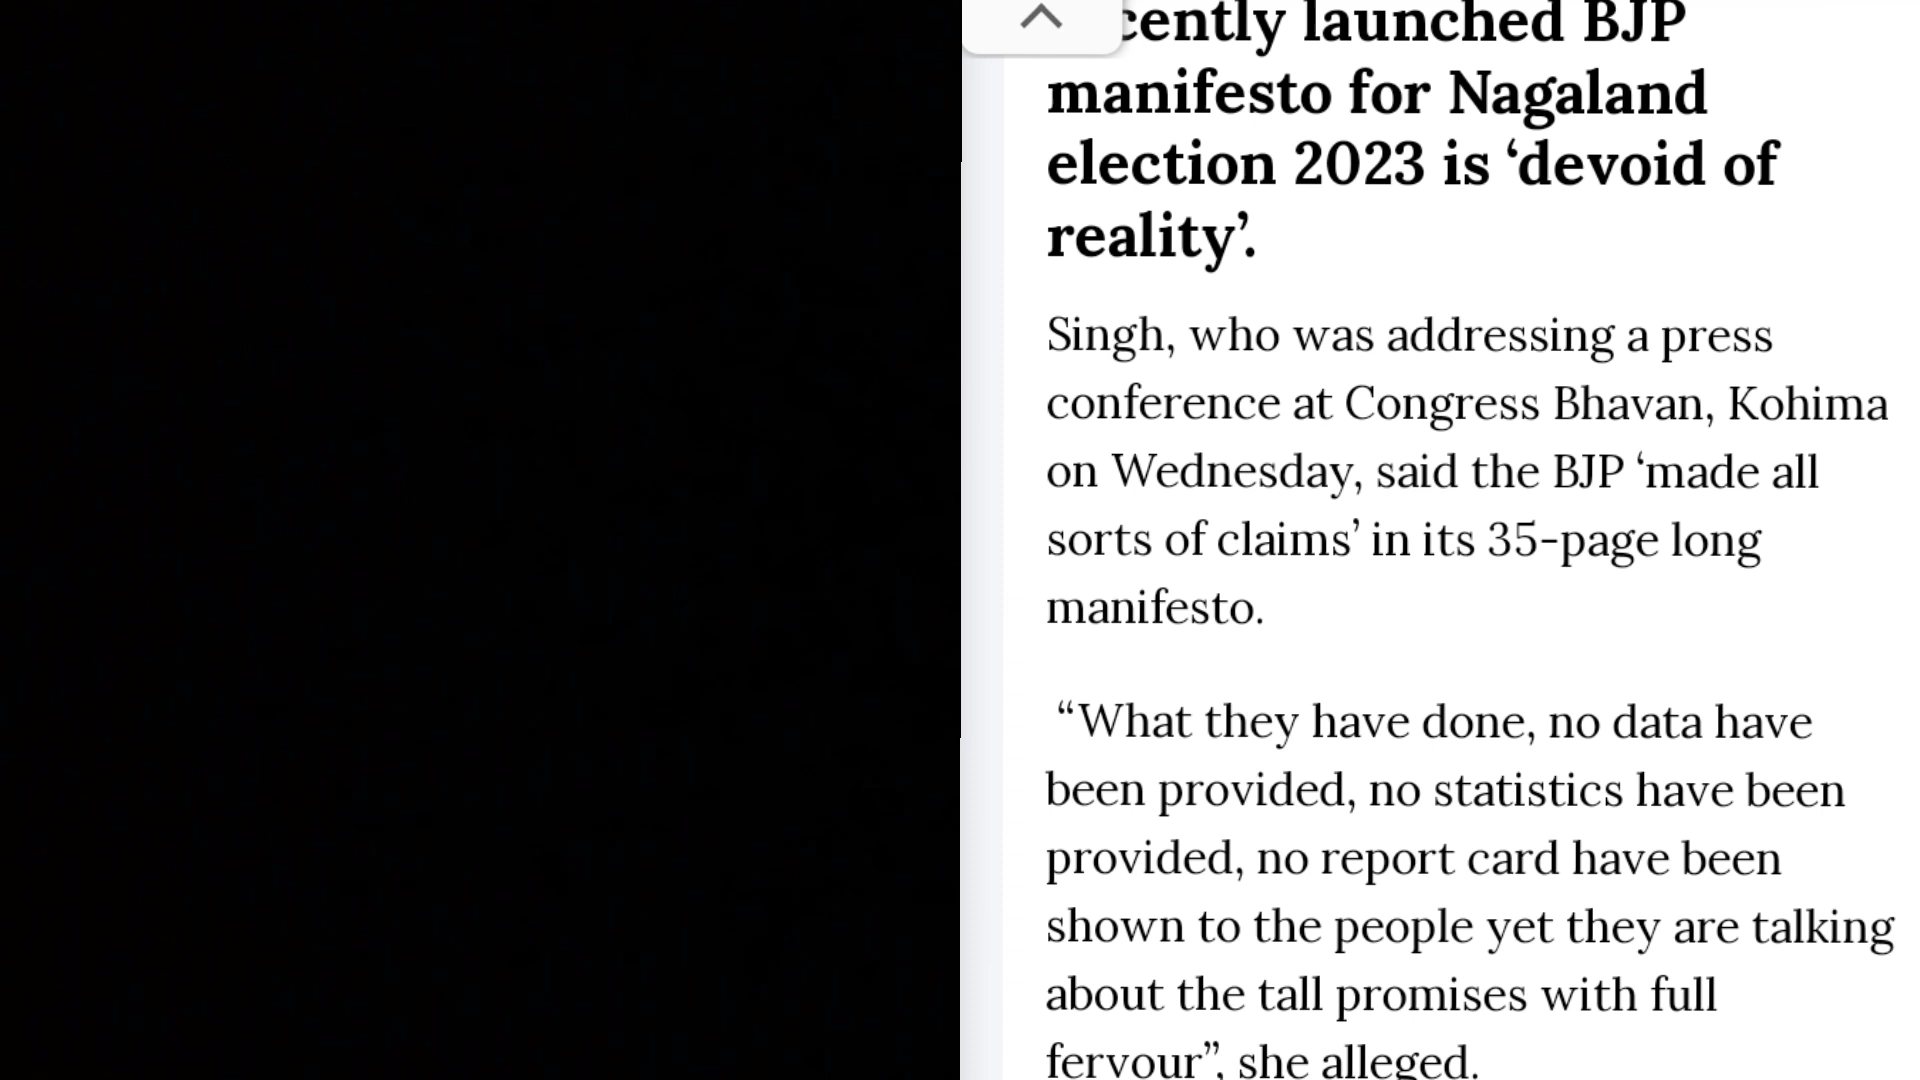 cently launched BJP
manifesto for Nagaland
election 2023 is ‘devoid of
reality’.
Singh, who was addressing a press
conference at Congress Bhavan, Kohima
on Wednesday, said the BJP ‘made all
sorts of claims’ in its 35-page long
manifesto.
“What they have done, no data have
been provided, no statistics have been
provided, no report card have been
shown to the people yet they are talking
about the tall promises with full
fervour”, she alleged.